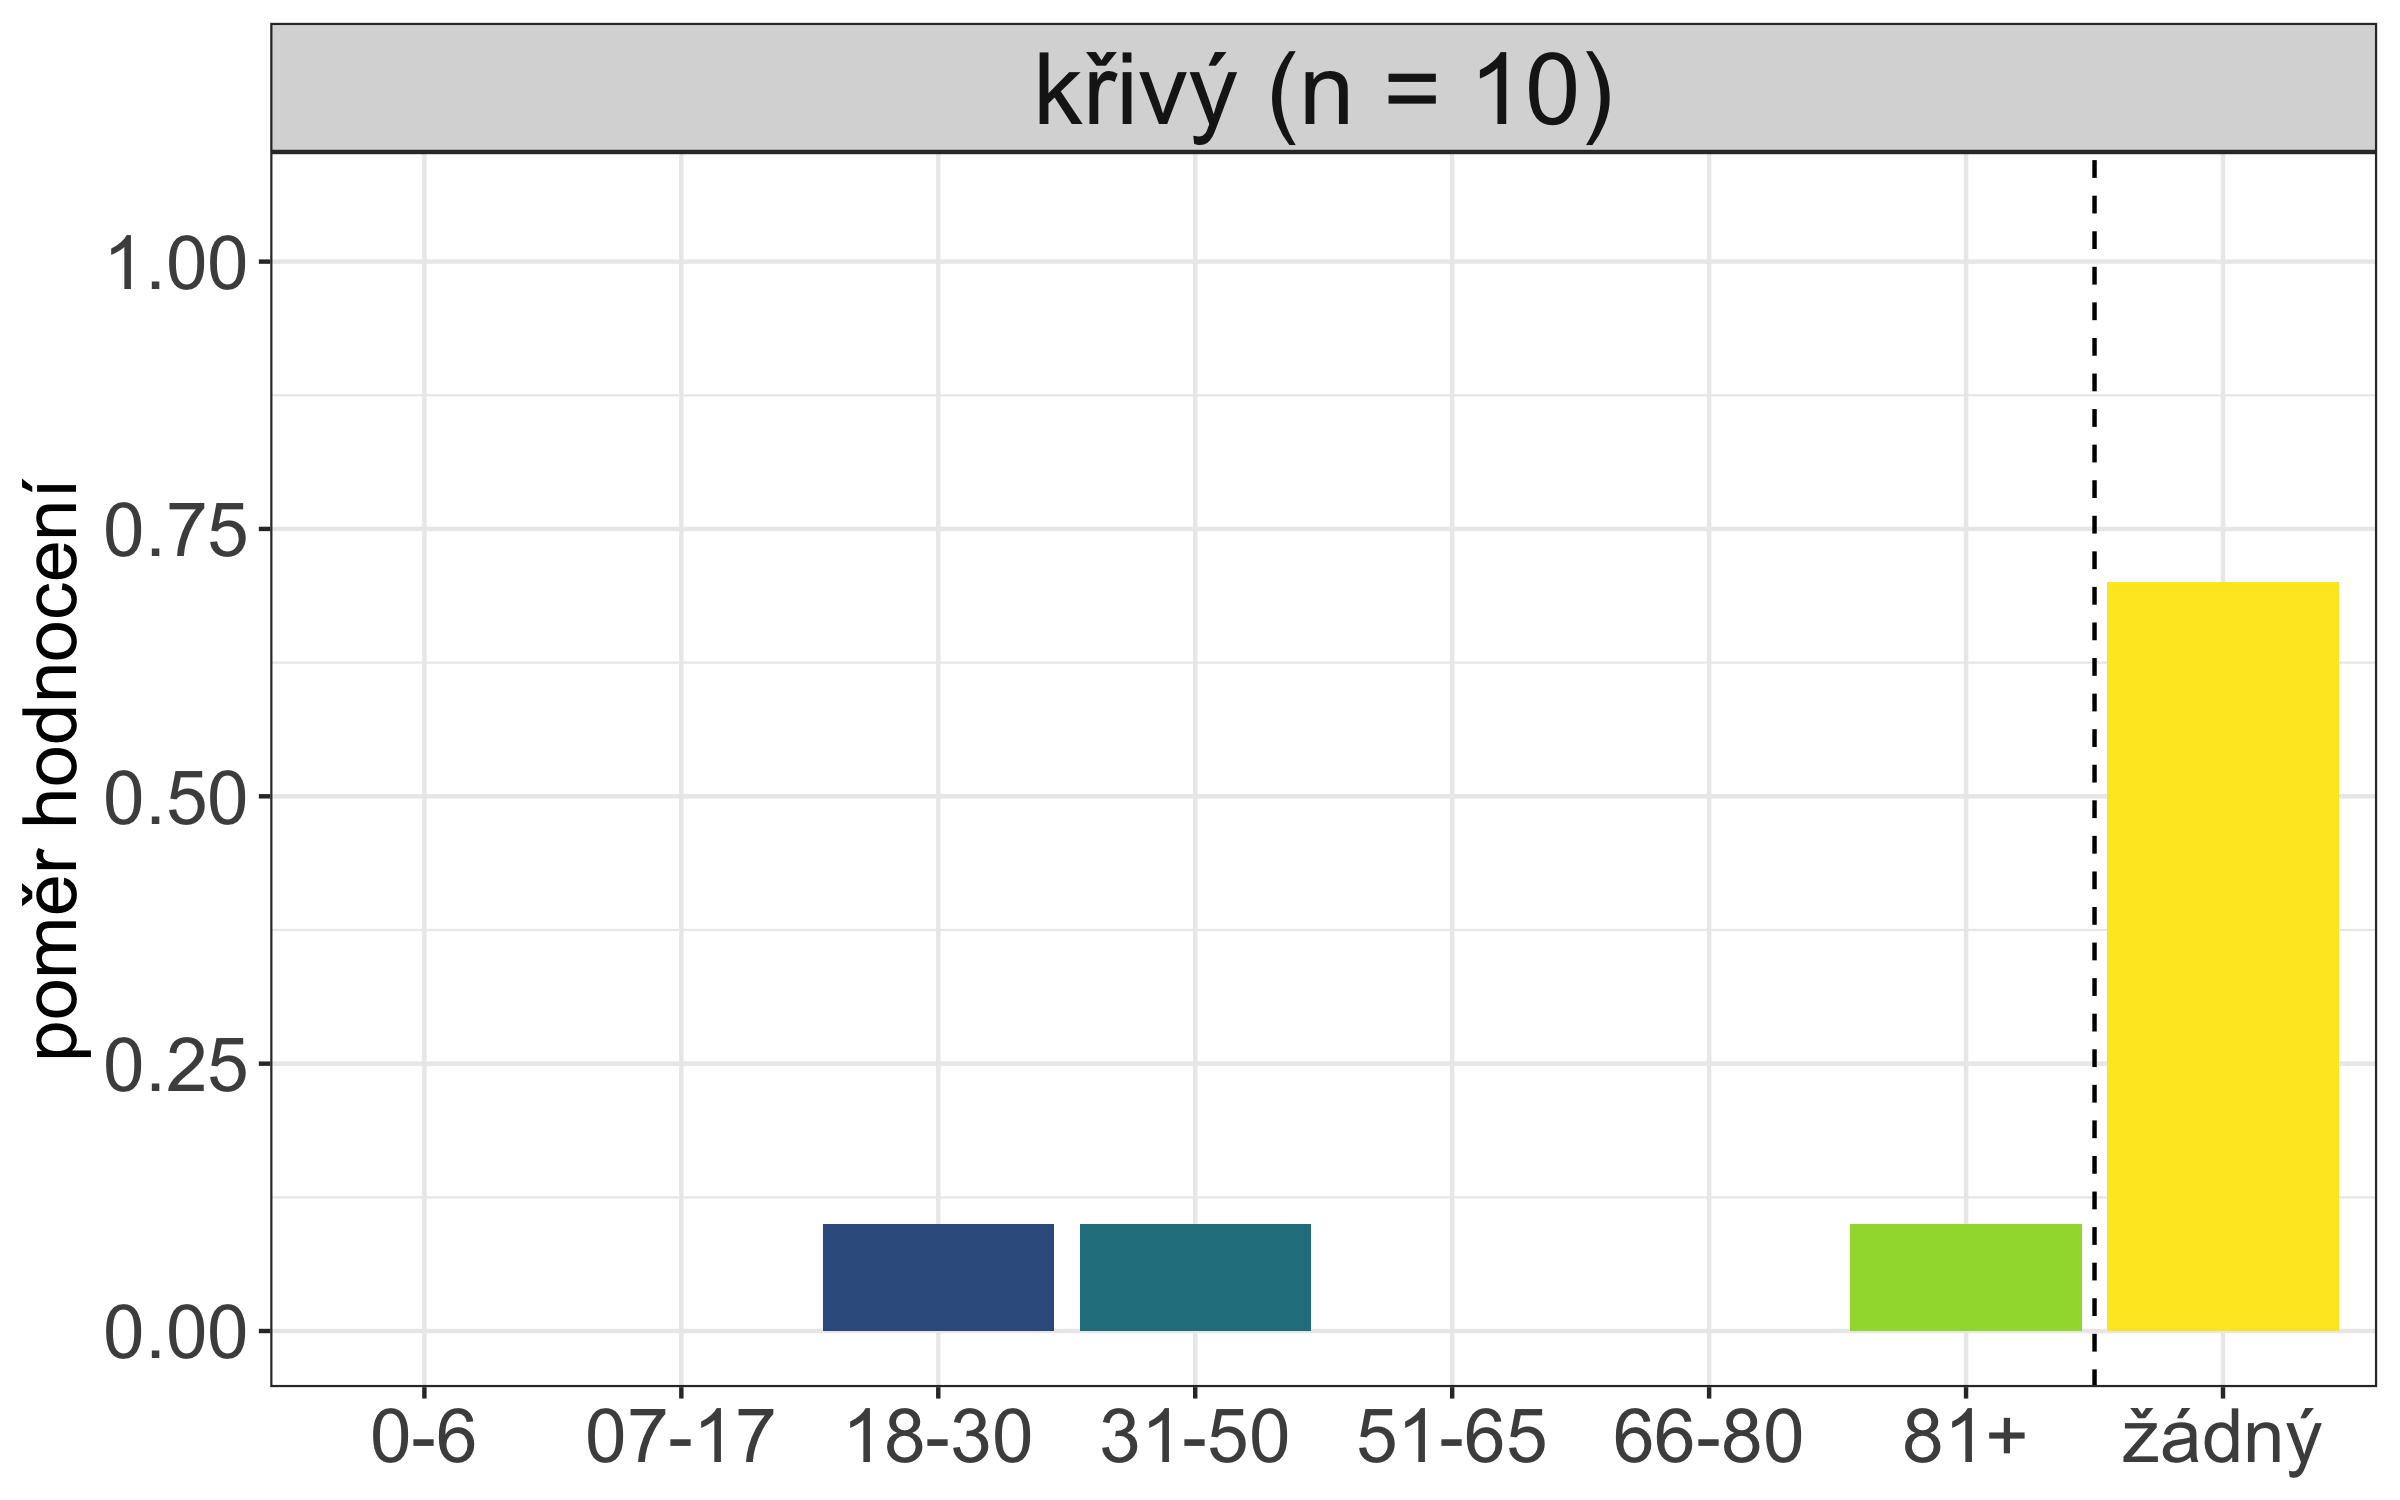 křivý (n = 10)
poměr hodnocení
1.00
0.75
0.50
0.25
0.00
0-6 07-17 18-30 31-50 51-65 66-80 81+ žádný